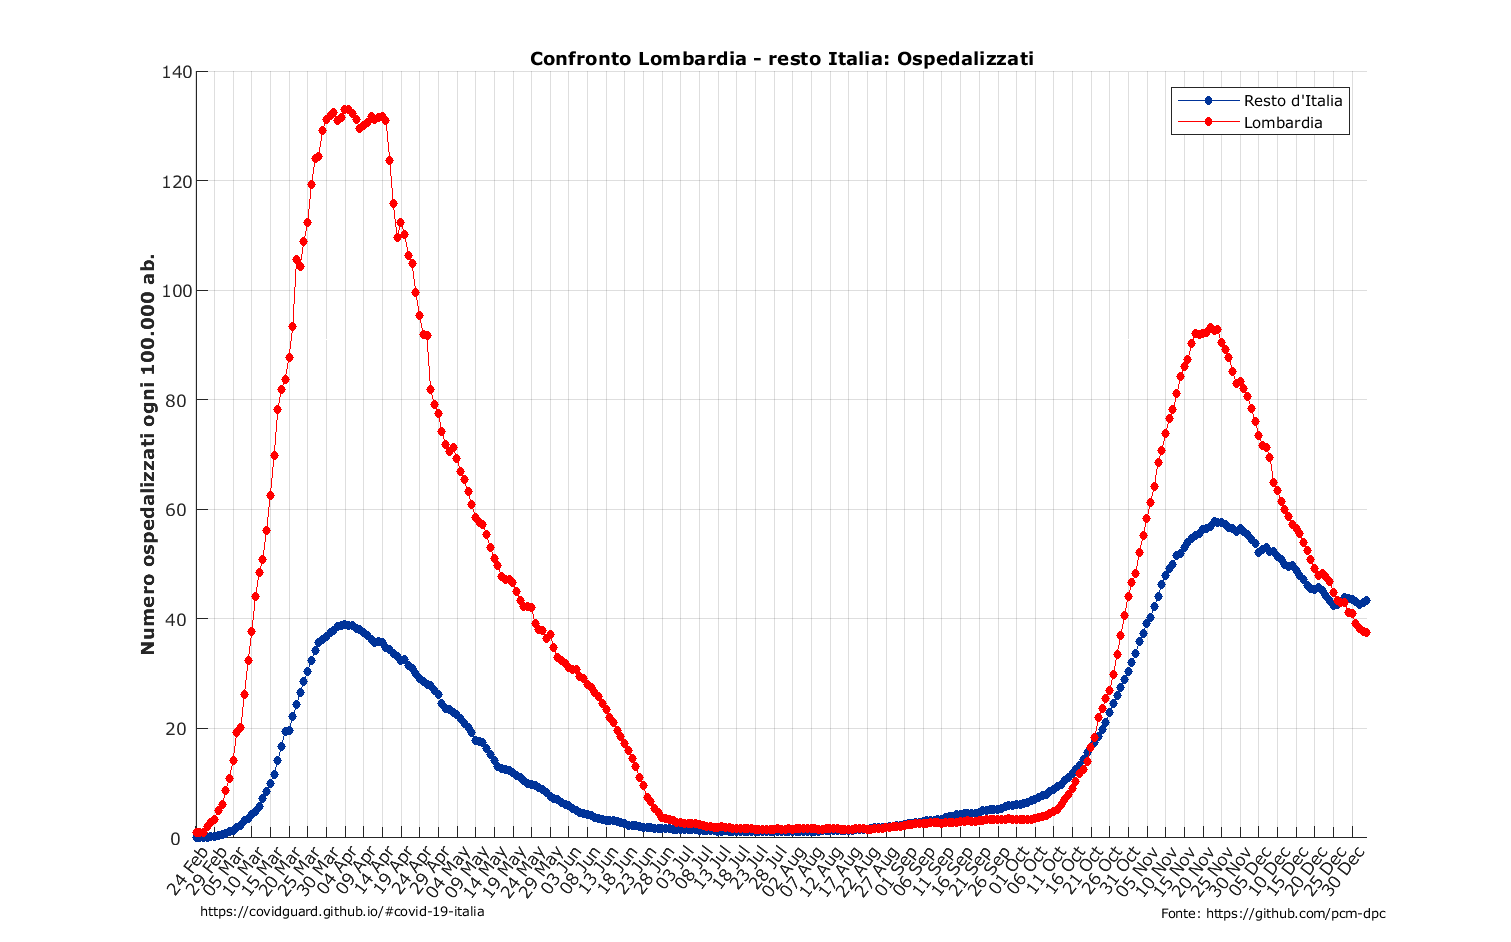 Confronto Lombardia - resto Italia: Ospedalizzati
Resto d'Italia
Lombardia
Numero ospedalizzati ogni 100.000 ab.
140
120
100
80
60
40
20
0
24 Feb
29 Feb
05 Mar
10 Mar
15 Mar
20 Mar
25 Mar
30 Mar
04 Apr
09 Apr
14 Apr
19 Apr
24 Apr
29 Apr
04 May
09 May
14 May
19 May
24 May
29 May
03 Jun
08 Jun
13 Jun
18 Jun
23 Jun
28 Jun
03 Jul
08 Jul
13 Jul
18 Jul
23 Jul
28 Jul
02 Aug
07 Aug
12 Aug
17 Aug
22 Aug
27 Aug
01 Sep
06 Sep
11 Sep
16 Sep
21 Sep
26 Sep
01 Oct
06 Oct
11 Oct
16 Oct
21 Oct
26 Oct
31 Oct
05 Nov
10 Nov
15 Nov
20 Nov
25 Nov
30 Nov
05 Dec
10 Dec
15 Dec
20 Dec
25 Dec
30 Dec
https://covidguard.github.io/#covid-19-italia
Fonte: https://github.com/pcm-dpc